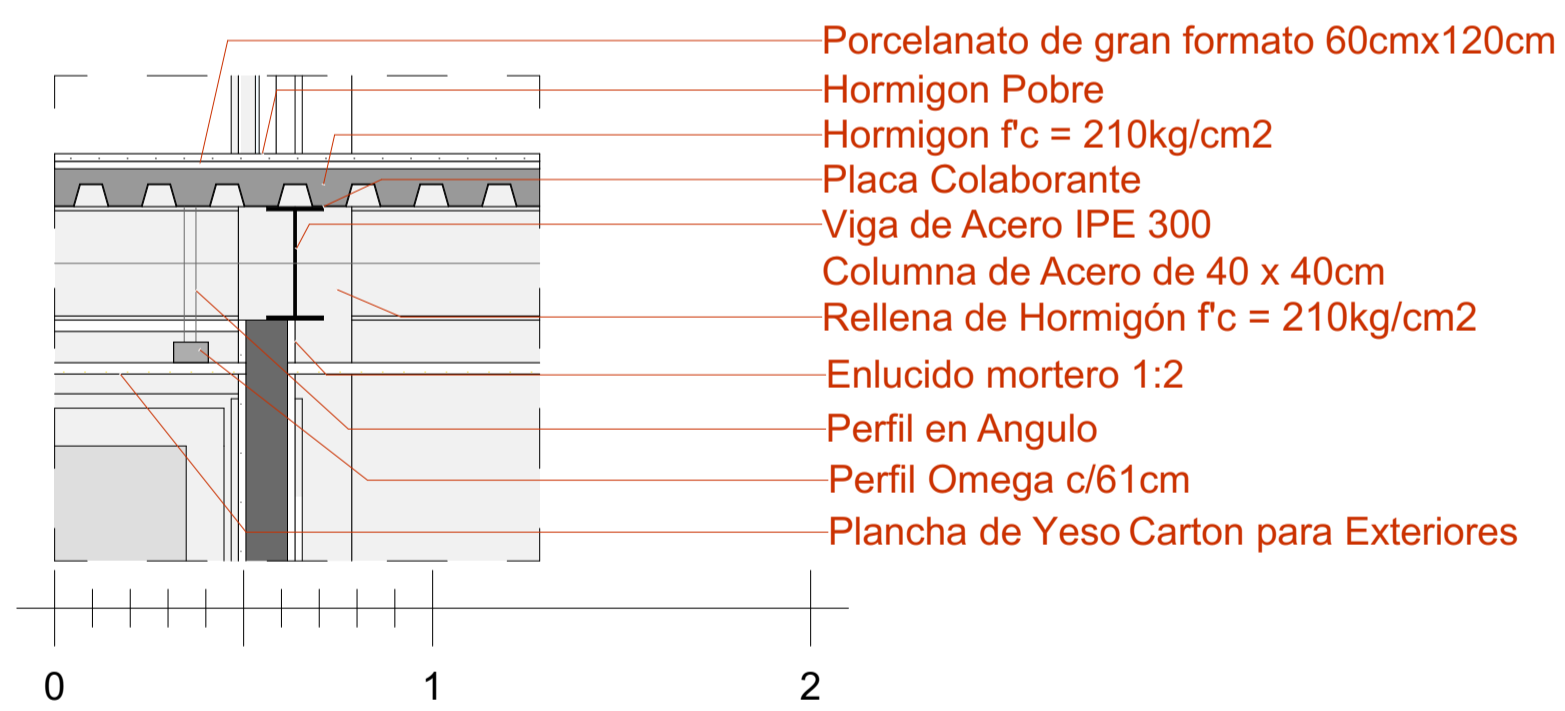 Porcelanato de gran formato 60cmx120cm
Hormigon Pobre
Hormigon f'c = 210kg/cm2
Placa Colaborante
Viga de Acero IPE 300
Columna de Acero de 40 x 40cm
Rellena de Hormigón f'c = 210kg/cm2
Enlucido mortero 1:2
Perfil en Angulo
Perfil Omega c/61cm
Plancha de Yeso Carton para Exteriores
0 1 2